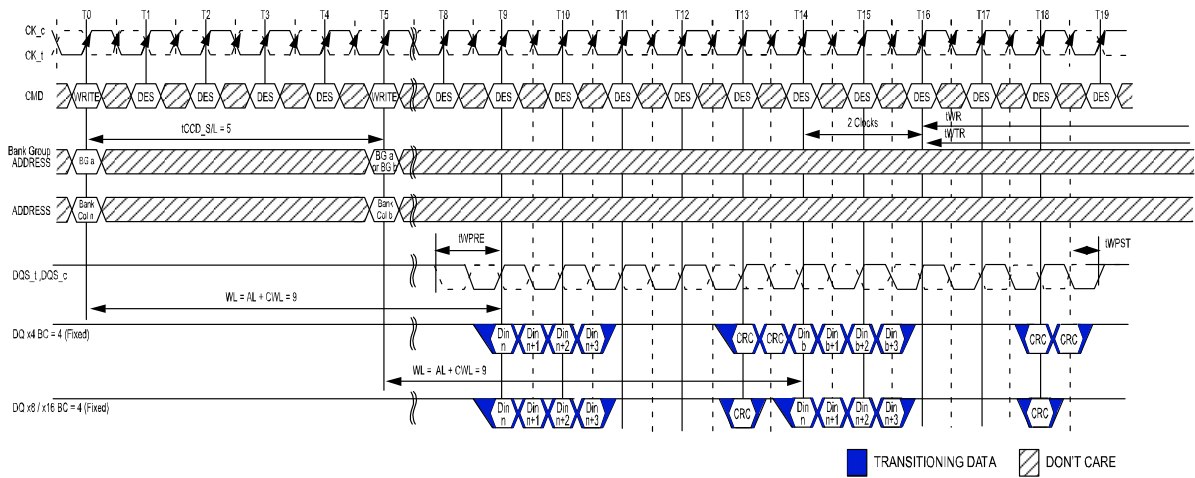 T0 T1 T2 T3 T4 T5 T8 T9 T10 T11 T12 T13 T14 T15 T16 T17 T18 T19
CK_c
CK_t
CMD WRITE DES DES DES DES WRITE DES DES DES DES DES DES DES DES DES DES DES DES
tCCD_S/L = 5
2 Clocks
tWR
tWTR
Bank Group
ADDRESS
BG a
BG a
or BG b
ADDRESS
Bank
Col n
Bank
Col b
tWPRE
tWPST
DQS_t ,DQS_c
WL = AL + CWL = 9
DQ x4 BC = 4 (Fixed)
Din n Din n+1 Din n+2 Din n+3 CRC CRC Din b Din b+1 Din b+2 Din b+3 CRC CRC
WL = AL + CWL = 9
DQ x8 / x16 BC = 4 (Fixed)
Din n Din n+1 Din n+2 Din n+3 CRC Din n Din n+1 Din n+2 Din n+3 CRC
TRANSITIONING DATA
DON'T CARE